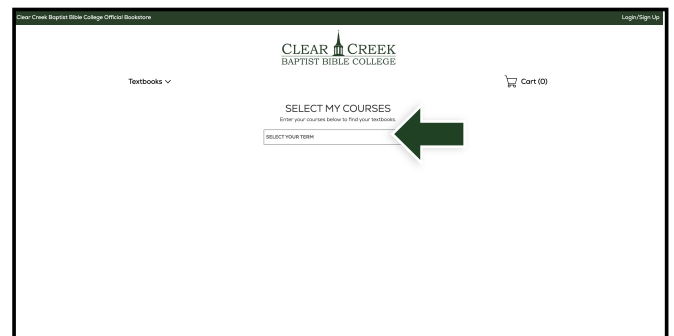 Clear Creek Baptist Bible College Official Bookstore
Login/Sign Up
CLEAR CREEK
BAPTIST BIBLE COLLEGE
Textbooks
Cart (0)
SELECT MY COURSES
Enter your courses below to find your textbooks.
SELECT YOUR TERM